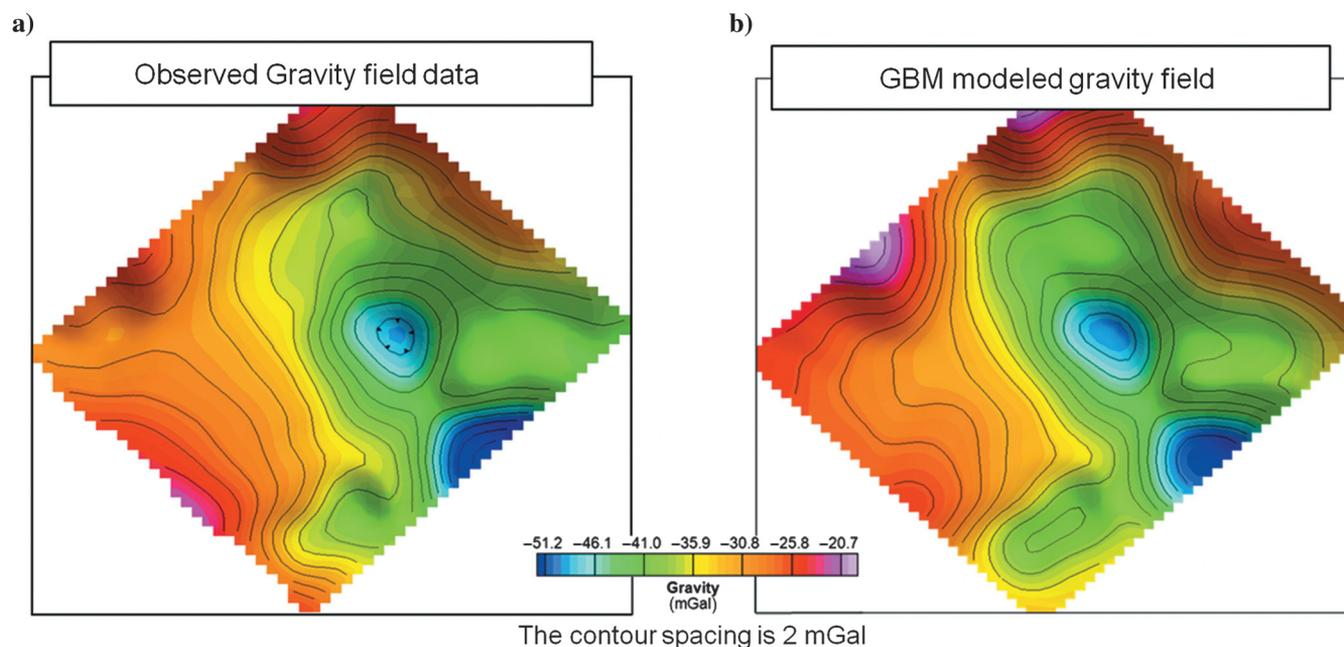 a)
b)
Observed Gravity field data
GBM modeled gravity field
−51.2 −46.1 −41.0 −35.9 −30.8 −25.8 −20.7
Gravity
(mGal)
The contour spacing is 2 mGal